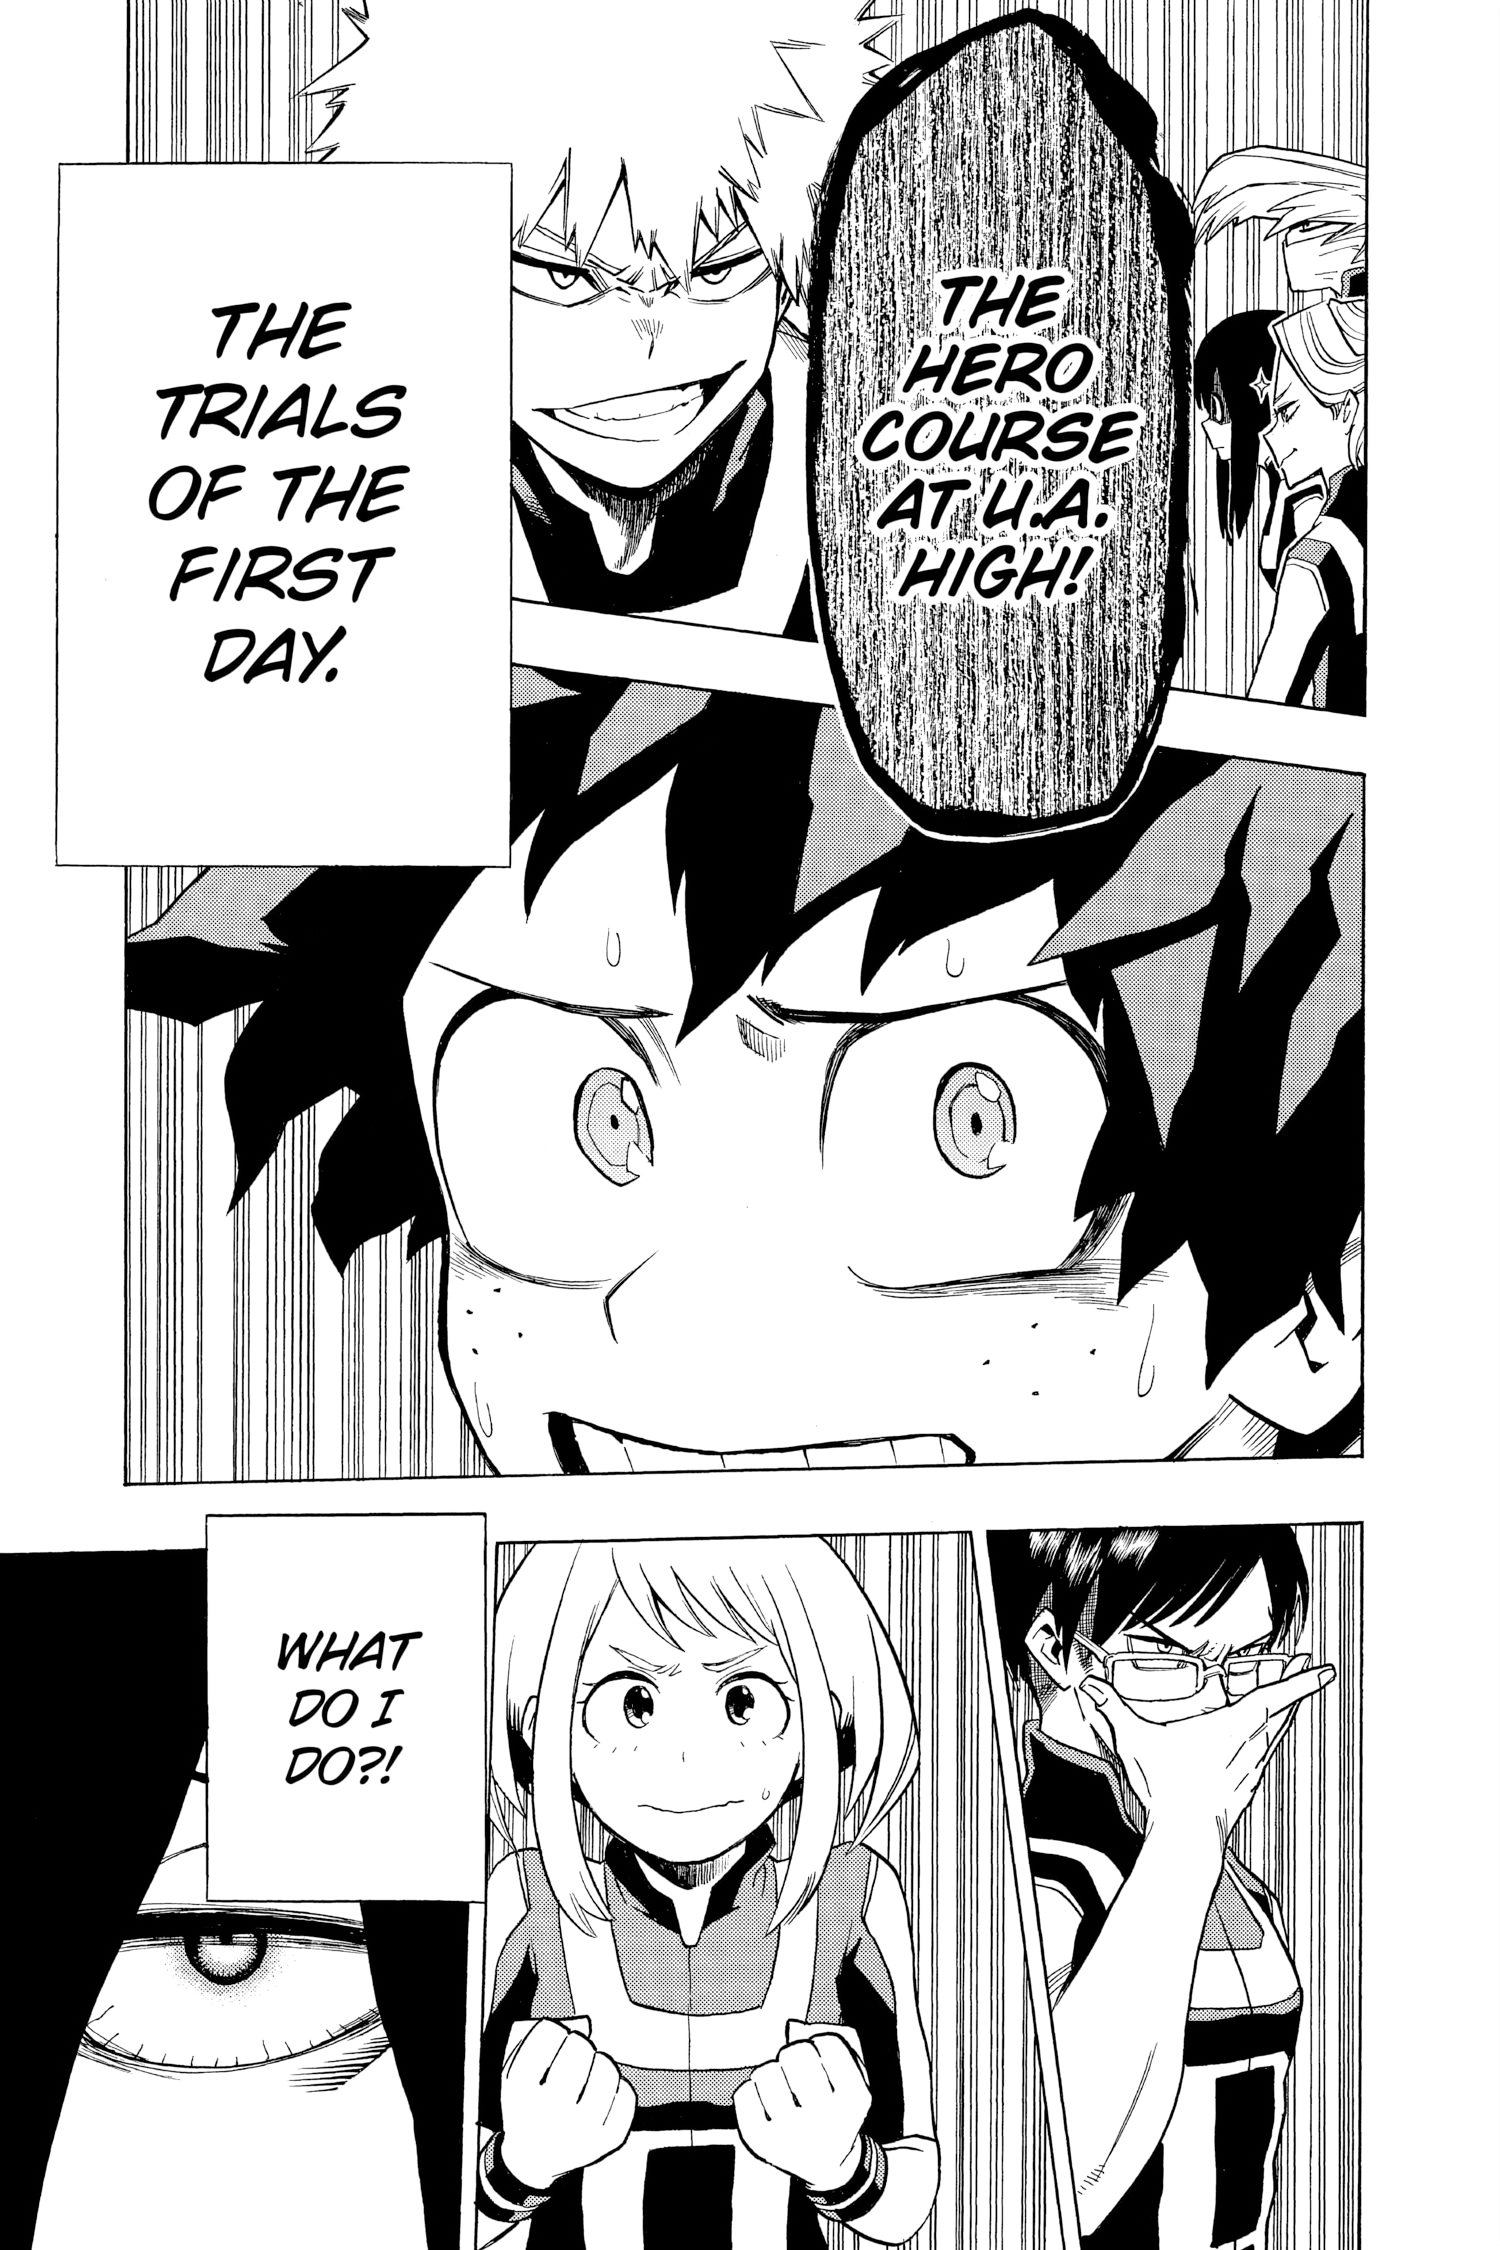 THE
HERO
COURSE
AT U.A.
HIGH!
THE
TRIALS
OF THE
FIRST
DAY.
WHAT
DO I
DO?!